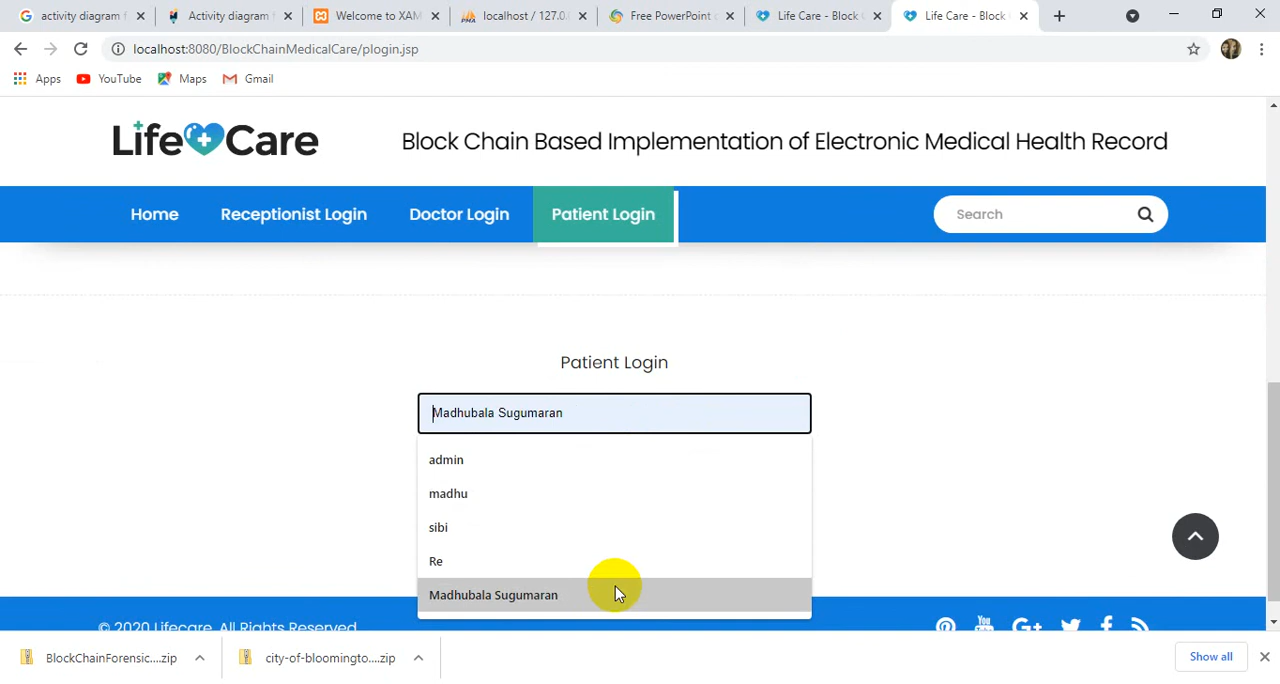 activity diagram f
Activity diagram
Welcome to XAM
localhost / 127.0.
Free PowerPoint
Life Care - Block
Life Care - Block
localhost:8080/BlockChainMedicalCare/plogin.jsp
Apps
YouTube
Maps
Gmail
Life Care
Block Chain Based Implementation of Electronic Medical Health Record
Home
Receptionist Login
Doctor Login
Patient Login
Search
Patient Login
Madhubala Sugumaran
admin
madhu
sibi
Re
Madhubala Sugumaran
© 2020 Lifecare. All Rights Reserved
BlockChainForensic....zip
city-of-bloomingto....zip
Show all